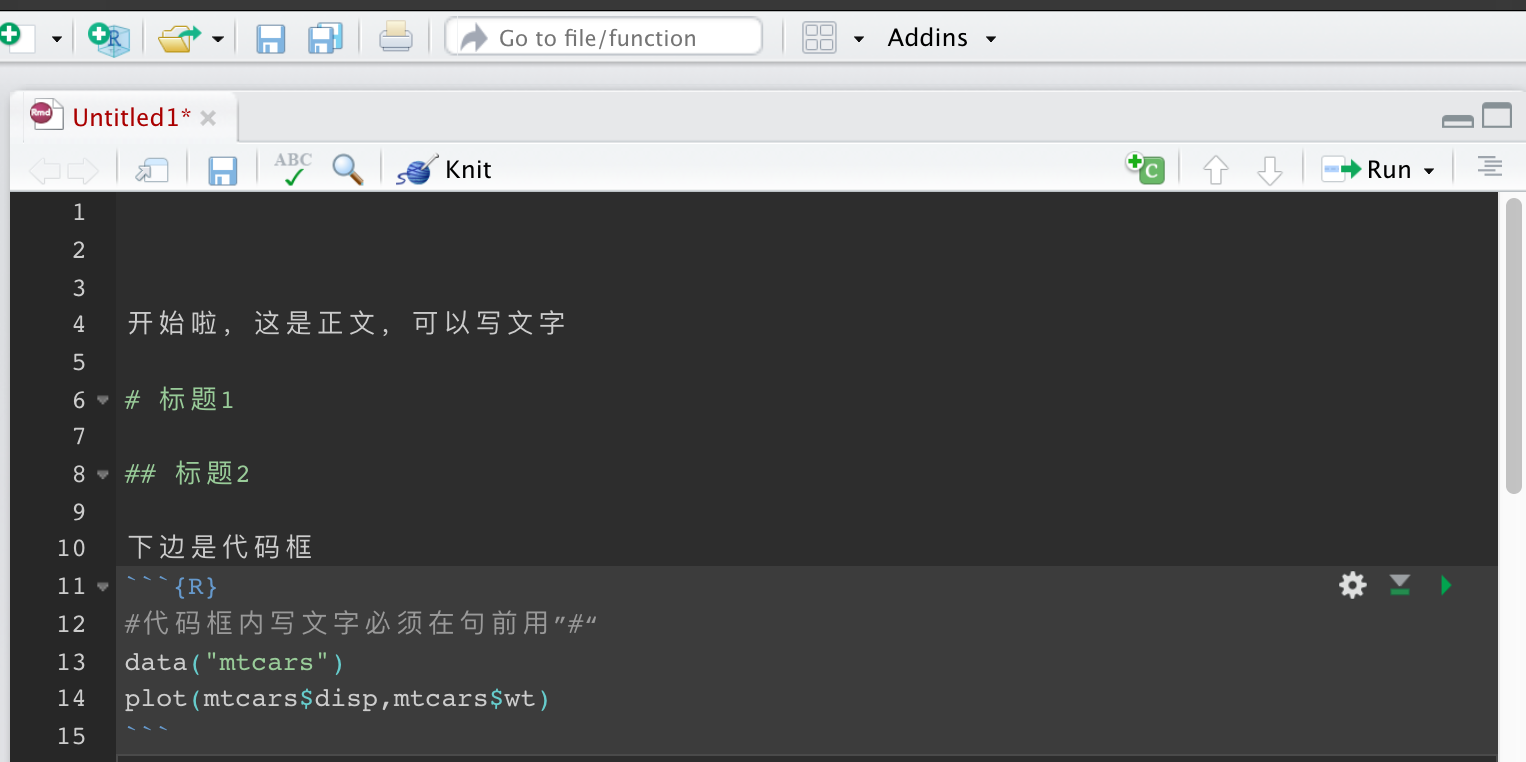 R
Go to file/function
Addins
Rmd
Untitled1*
ABC
Knit
C
Run
1
2
3
4 开始啦，这是正文，可以写文字
5
6 # 标题1
7
8 ## 标题2
9
10 下边是代码框
11 ```{R}
12 #代码框内写文字必须在句前用”#“
13 data("mtcars")
14 plot(mtcars$disp,mtcars$wt)
15 ```